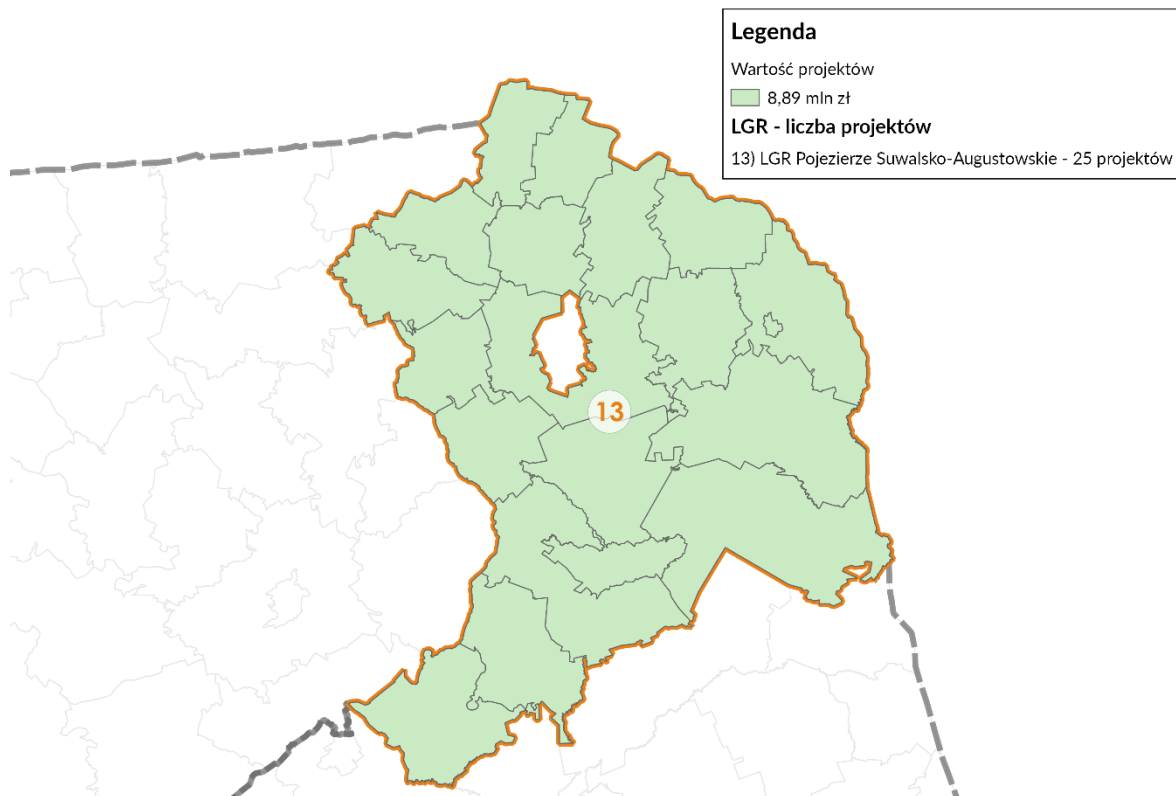 Legenda
Wartość projektów
8,89 mln zł
LGR - liczba projektów
13) LGR Pojezierze Suwalsko-Augustowskie - 25 projektów
13